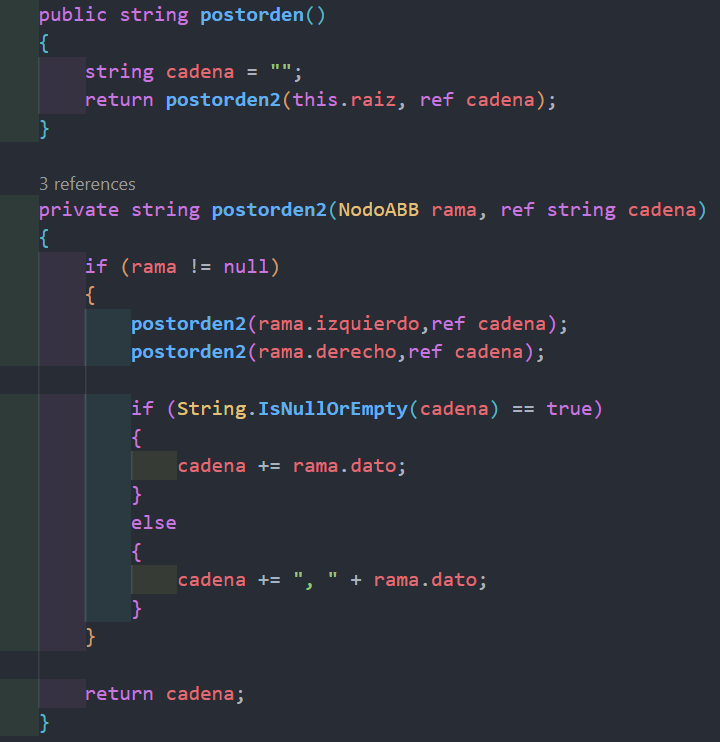 public string postorden()
{
string cadena = "";
return postorden2(this.raiz, ref cadena);
}
3 references
private string postorden2(NodoABB rama, ref string cadena)
{
if (rama != null)
{
postorden2(rama.izquierdo,ref cadena);
postorden2(rama.derecho,ref cadena);
if (String.IsNullOrEmpty(cadena) == true)
{
cadena += rama.dato;
}
else
{
cadena += ", " + rama.dato;
}
}
return cadena;
}